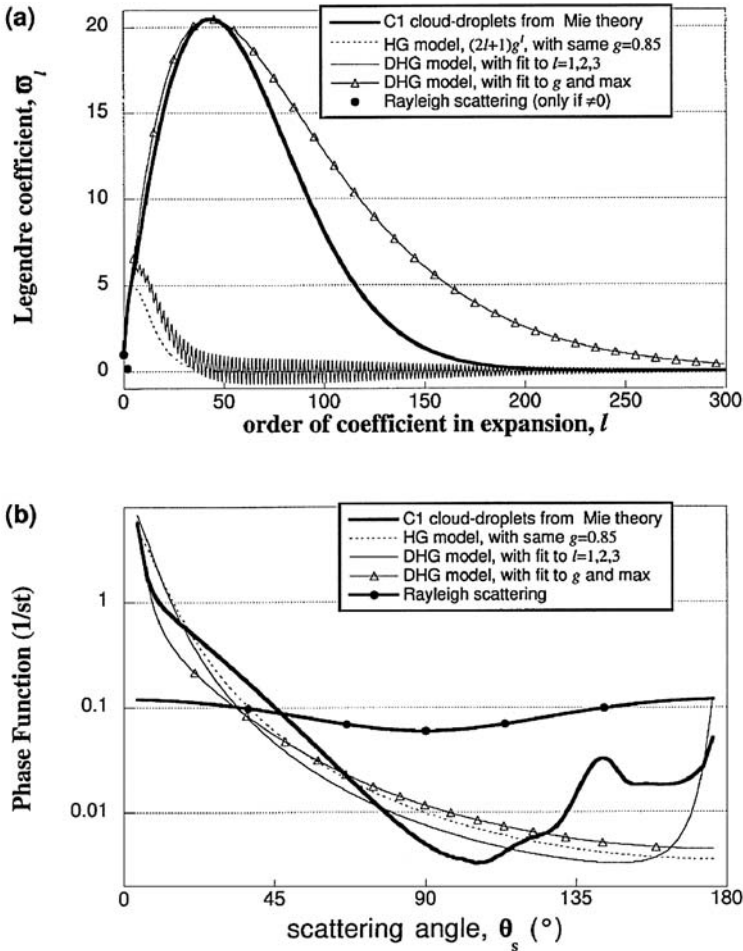 (a)
C1 cloud-droplets from Mie theory
HG model, (2l+1)g^l, with same g=0.85
DHG model, with fit to l=1,2,3
DHG model, with fit to g and max
Rayleigh scattering (only if ≠0)
Legendre coefficient, ϖ_l
20
15
10
5
0
0 50 100 150 200 250 300
order of coefficient in expansion, l
(b)
C1 cloud-droplets from Mie theory
HG model, with same g=0.85
DHG model, with fit to l=1,2,3
DHG model, with fit to g and max
Rayleigh scattering
Phase Function (1/st)
1
0.1
0.01
0 45 90 135 180
scattering angle, θ_s (°)